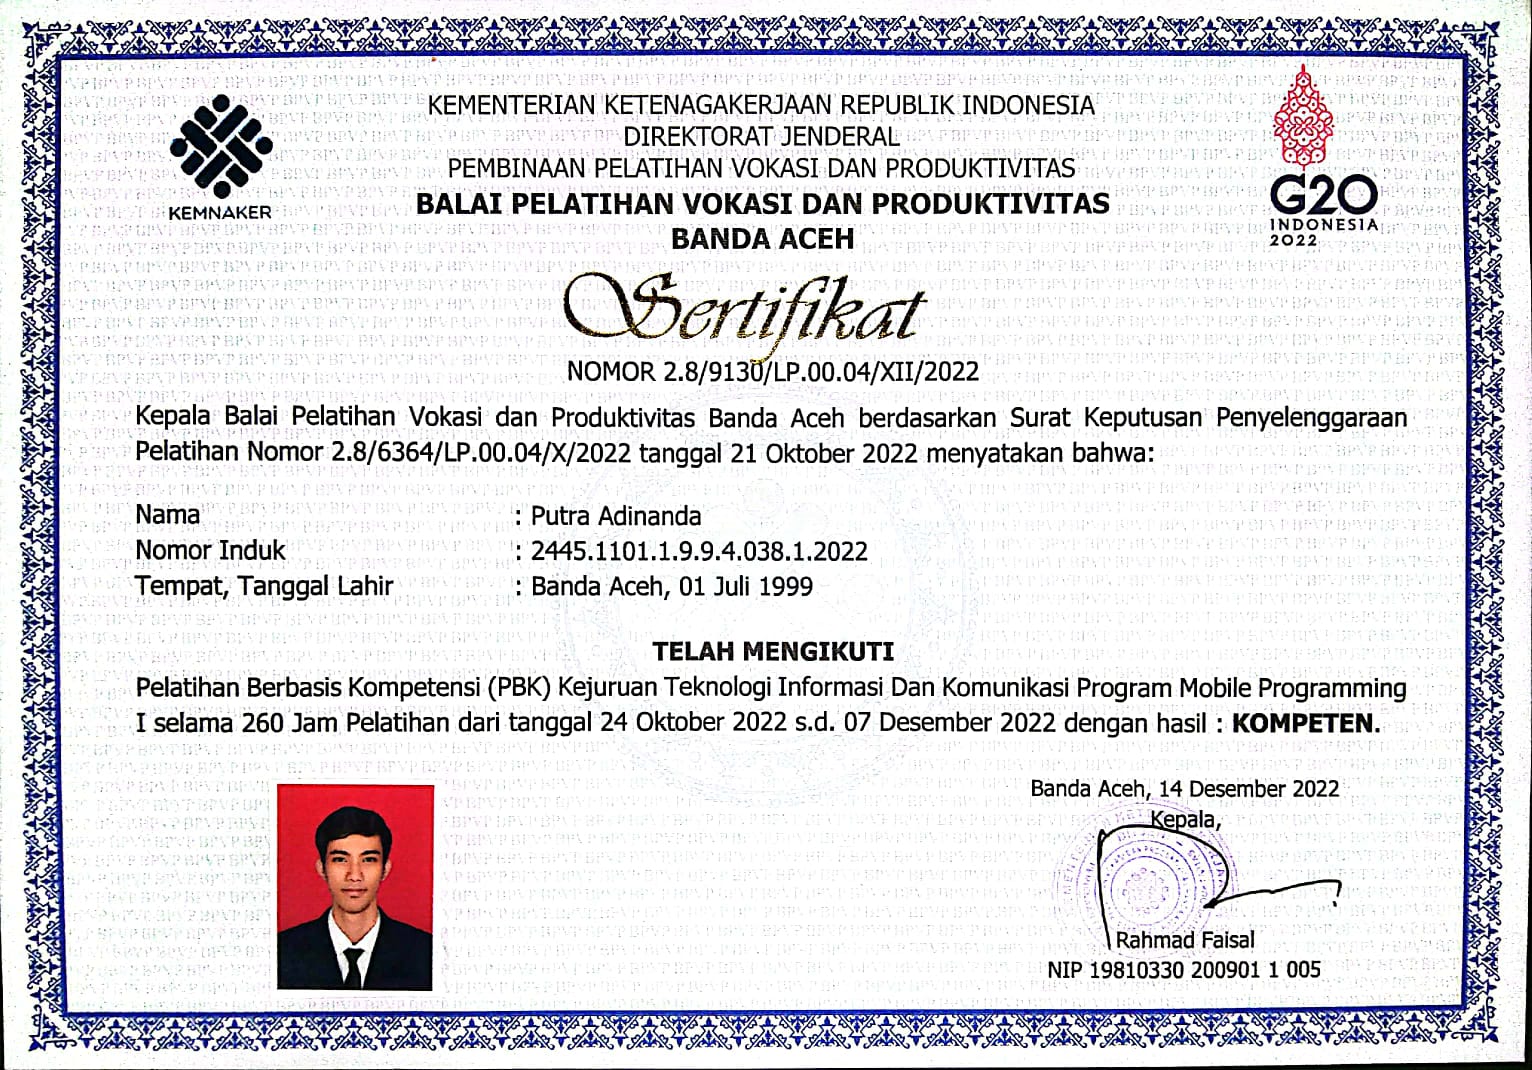 KEMENTERIAN KETENAGAKERJAAN REPUBLIK INDONESIA
DIREKTORAT JENDERAL
PEMBINAAN PELATIHAN VOKASI DAN PRODUKTIVITAS
BALAI PELATIHAN VOKASI DAN PRODUKTIVITAS
BANDA ACEH
KEMNAKER
G20
INDONESIA
2022
Sertifikat
NOMOR 2.8/9130/LP.00.04/XII/2022
Kepala Balai Pelatihan Vokasi dan Produktivitas Banda Aceh berdasarkan Surat Keputusan Penyelenggaraan
Pelatihan Nomor 2.8/6364/LP.00.04/X/2022 tanggal 21 Oktober 2022 menyatakan bahwa:
Nama : Putra Adinanda
Nomor Induk : 2445.1101.1.9.9.4.038.1.2022
Tempat, Tanggal Lahir : Banda Aceh, 01 Juli 1999
TELAH MENGIKUTI
Pelatihan Berbasis Kompetensi (PBK) Kejuruan Teknologi Informasi Dan Komunikasi Program Mobile Programming
I selama 260 Jam Pelatihan dari tanggal 24 Oktober 2022 s.d. 07 Desember 2022 dengan hasil : KOMPETEN.
Banda Aceh, 14 Desember 2022
Kepala,
Rahmad Faisal
NIP 19810330 200901 1 005